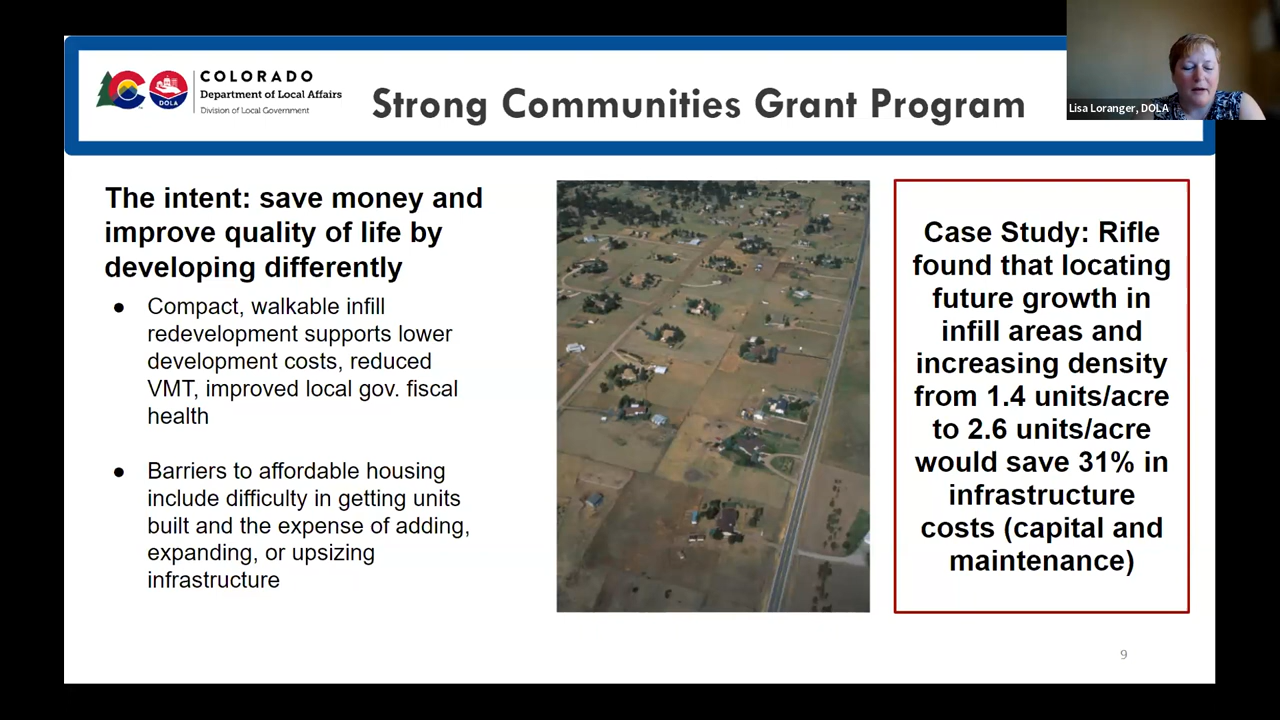 COLORADO
Department of Local Affairs
Division of Local Government
DOLA
Strong Communities Grant Program
Lisa Loranger, DOLA
The intent: save money and
improve quality of life by
developing differently
● Compact, walkable infill
redevelopment supports lower
development costs, reduced
VMT, improved local gov. fiscal
health
● Barriers to affordable housing
include difficulty in getting units
built and the expense of adding,
expanding, or upsizing
infrastructure
Case Study: Rifle
found that locating
future growth in
infill areas and
increasing density
from 1.4 units/acre
to 2.6 units/acre
would save 31% in
infrastructure
costs (capital and
maintenance)
9